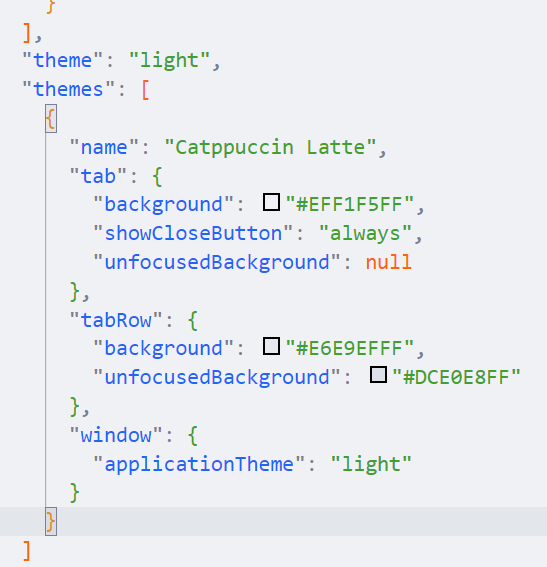 }
],
"theme": "light",
"themes": [
{
"name": "Catppuccin Latte",
"tab": {
"background": "#EFF1F5FF",
"showCloseButton": "always",
"unfocusedBackground": null
},
"tabRow": {
"background": "#E6E9EFFF",
"unfocusedBackground": "#DCE0E8FF"
},
"window": {
"applicationTheme": "light"
}
}
]